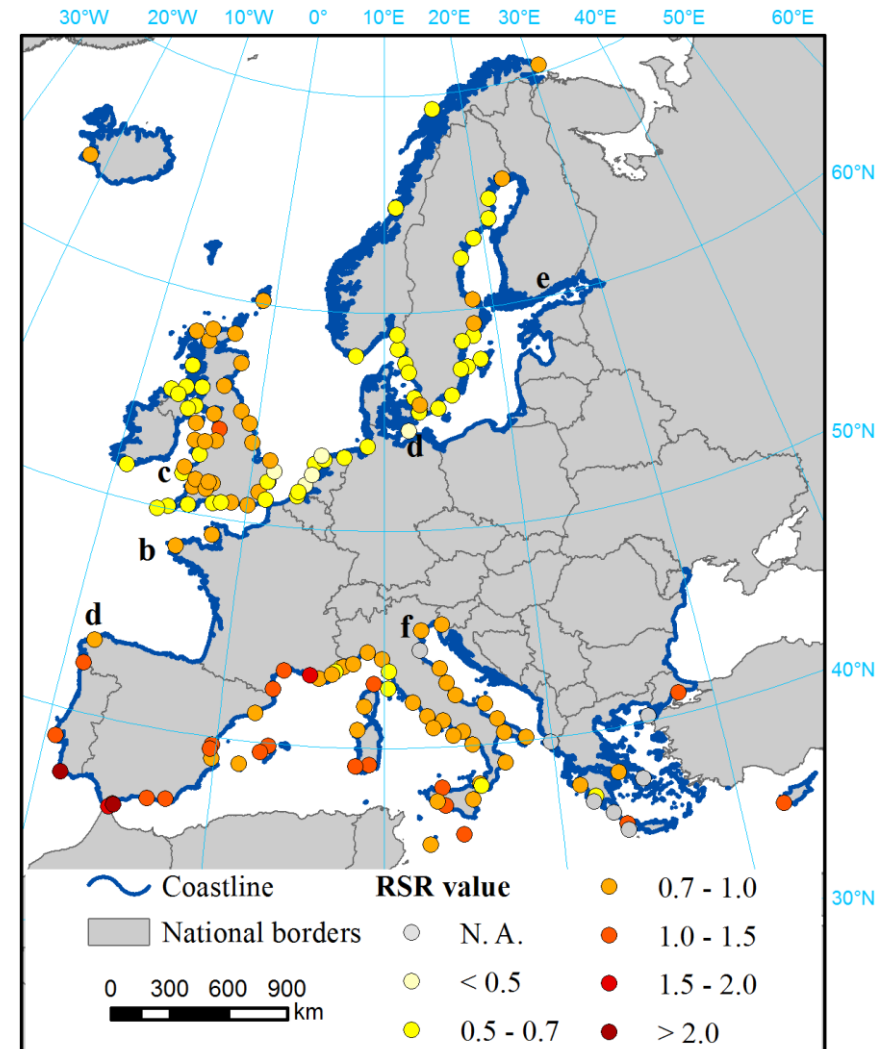 30°W 20°W 10°W 0° 10°E 20°E 30°E 40°E 50°E 60°E
60°N
e
50°N
d
c
b
d
f
40°N
Coastline RSR value 0.7 - 1.0
30°N
National borders N. A. 1.0 - 1.5
< 0.5 1.5 - 2.0
0 300 600 900
km
0.5 - 0.7 > 2.0